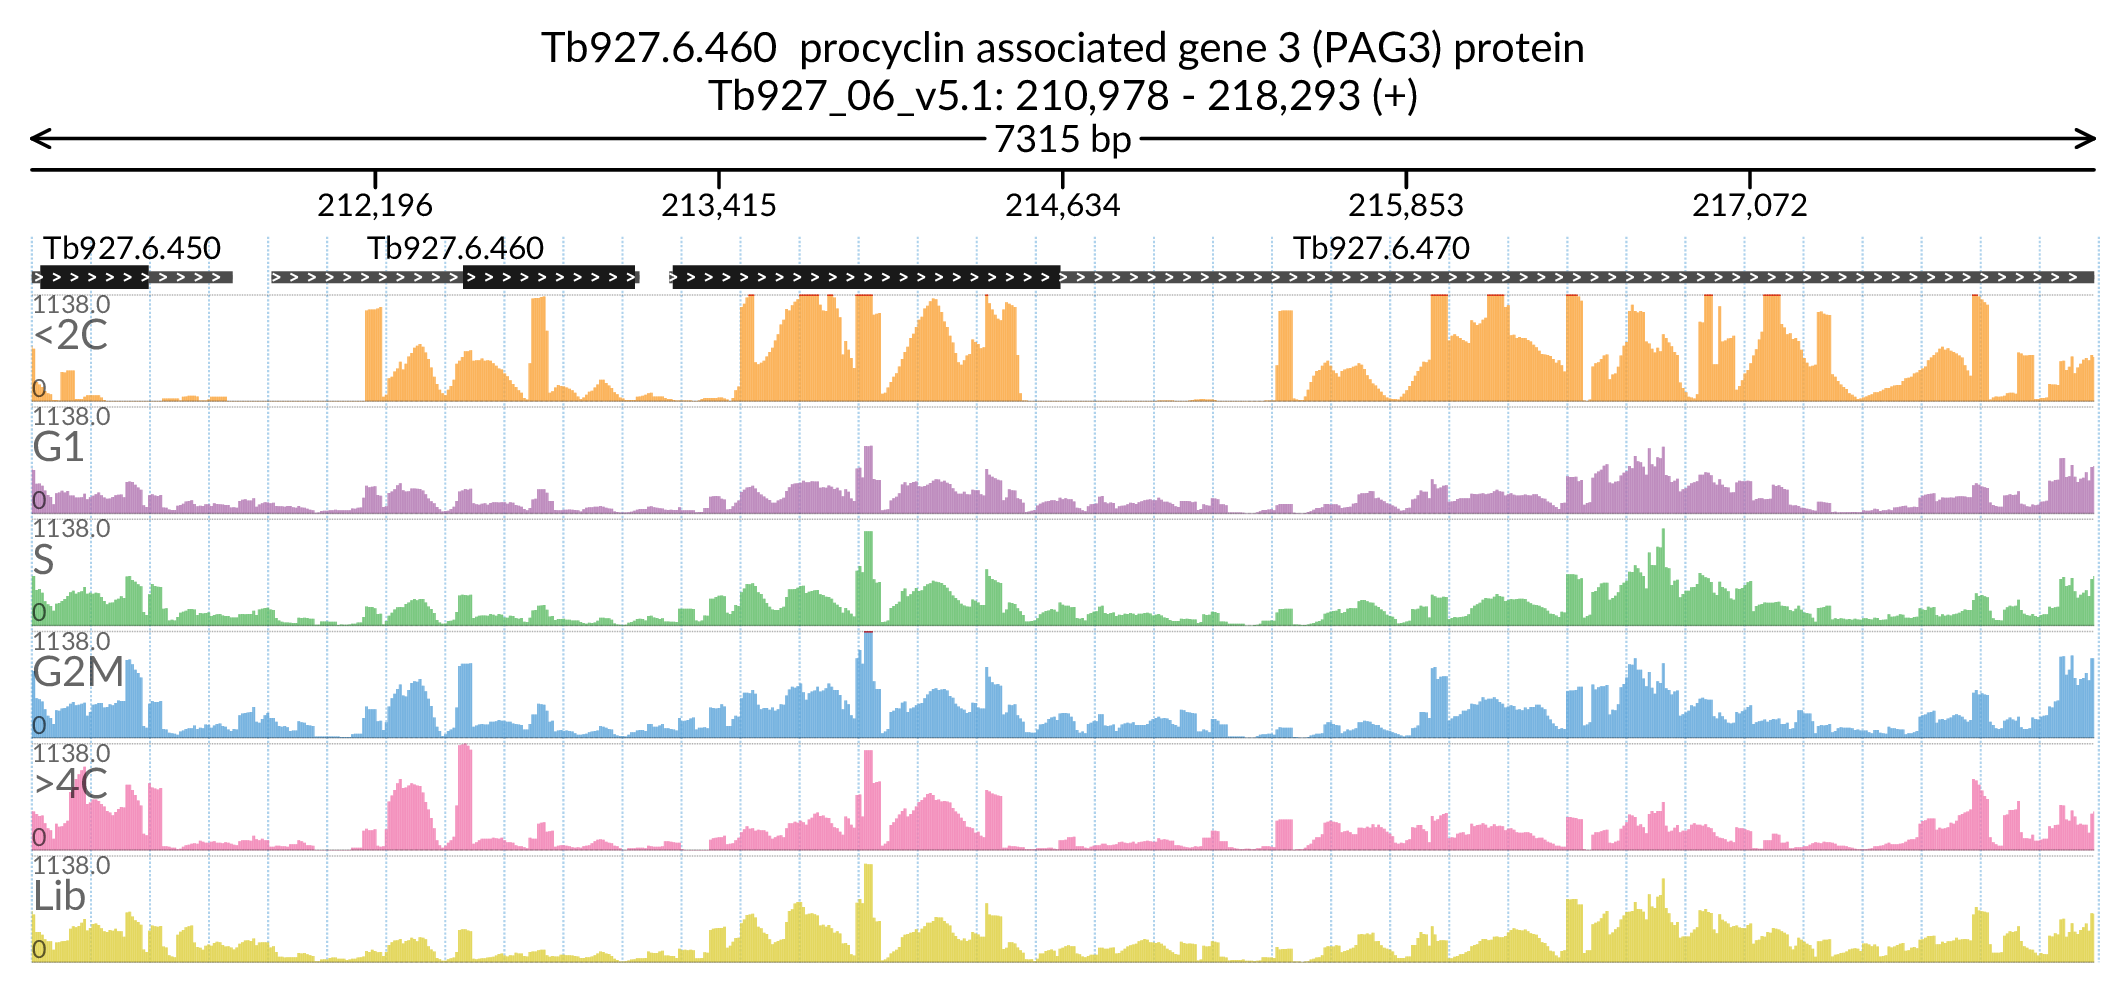 Tb927.6.460  procyclin associated gene 3 (PAG3) protein
Tb927_06_v5.1: 210,978 - 218,293 (+)
7315 bp
212,196 213,415 214,634 215,853 217,072
Tb927.6.450 Tb927.6.460 Tb927.6.470
1138.0
<2C
0
1138.0
G1
0
1138.0
S
0
1138.0
G2M
0
1138.0
>4C
0
1138.0
Lib
0